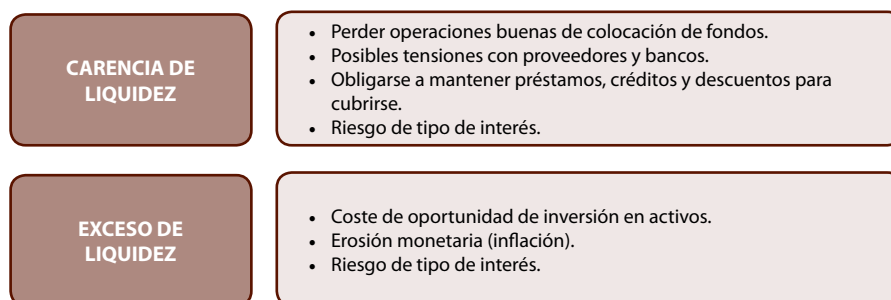 CARENCIA DE
LIQUIDEZ
• Perder operaciones buenas de colocación de fondos.
• Posibles tensiones con proveedores y bancos.
• Obligarse a mantener préstamos, créditos y descuentos para
cubrirse.
• Riesgo de tipo de interés.
EXCESO DE
LIQUIDEZ
• Coste de oportunidad de inversión en activos.
• Erosión monetaria (inflación).
• Riesgo de tipo de interés.